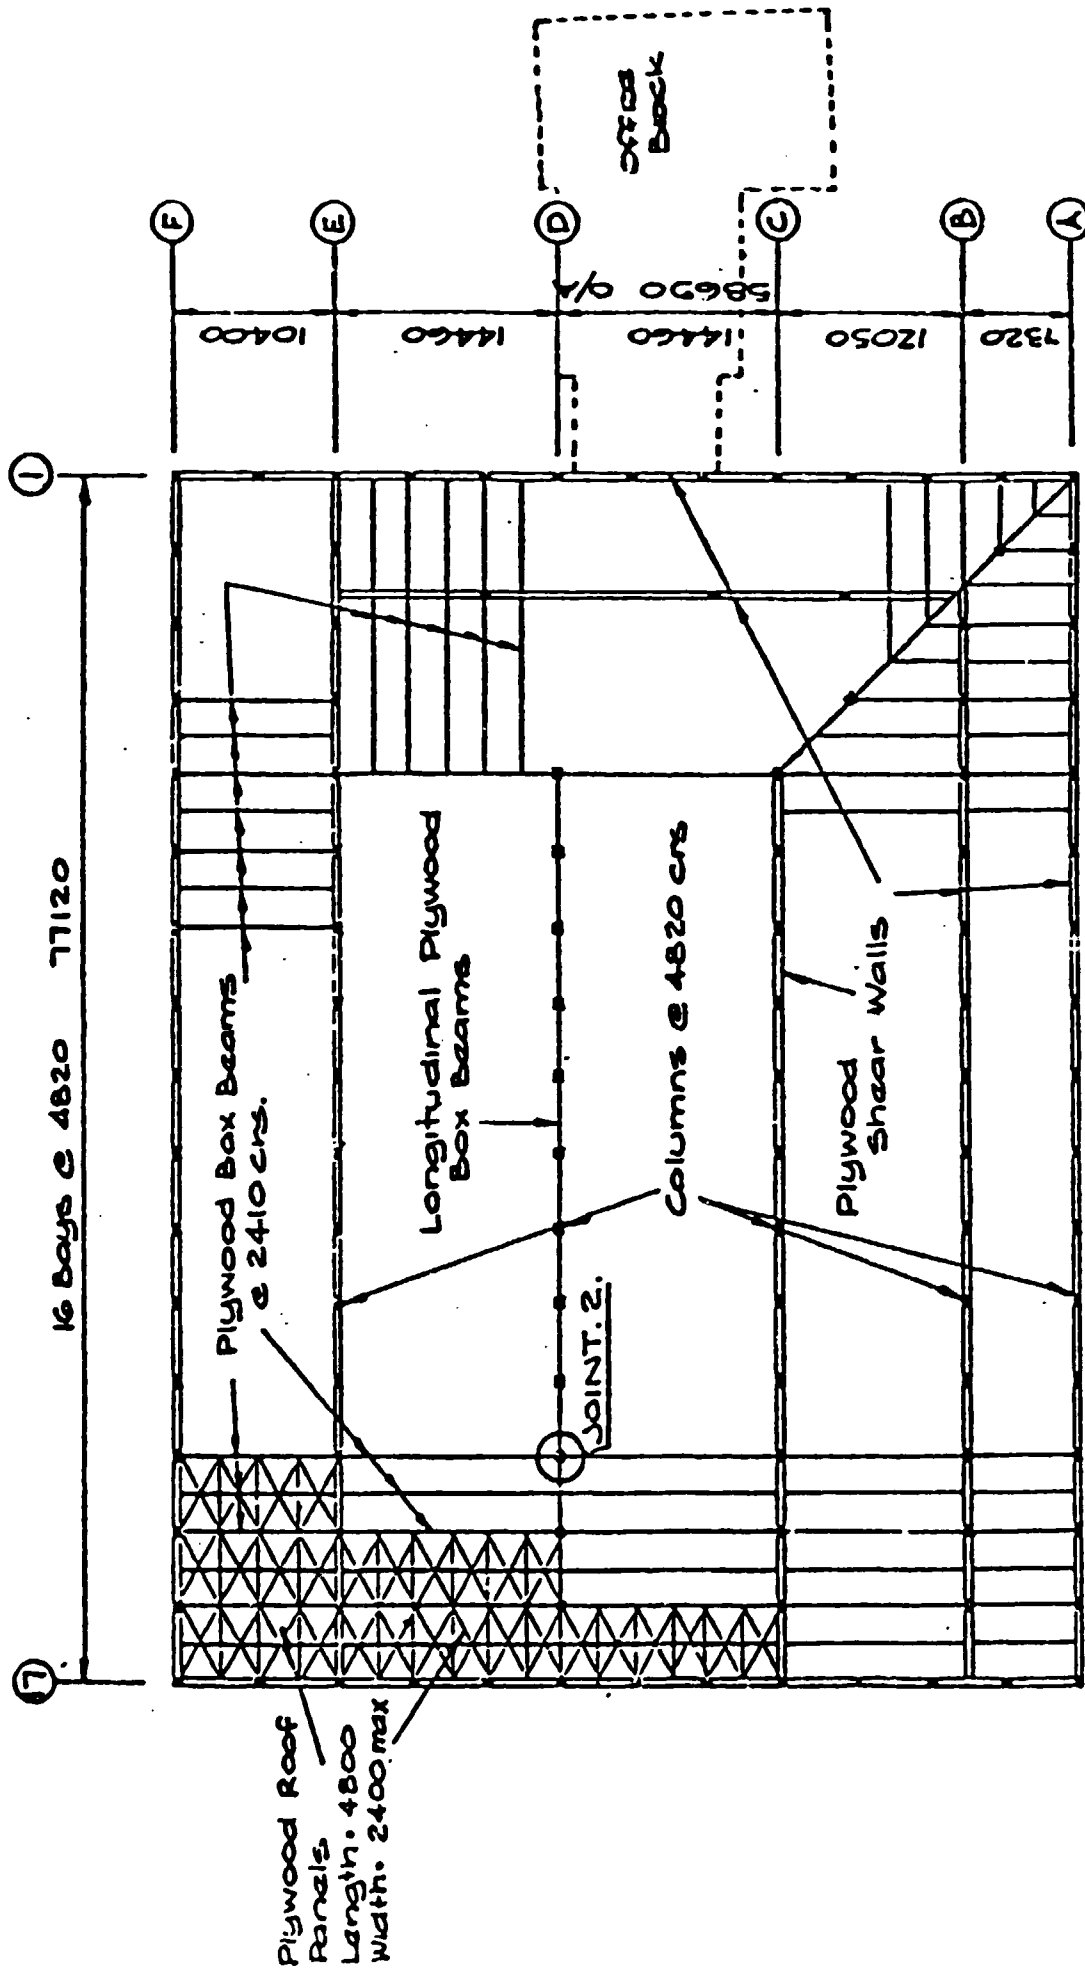 16 Bays @ 4820 77120
17
1
Plywood Roof
Panels
Length. 4800
Width. 2400 max
Plywood Box Beams
@ 2410 crs.
Longitudinal Plywood
Box Beams
Columns @ 4820 crs
JOINT. 2.
Plywood
Shear Walls
F
E
D
C
B
A
10400
14460
14460
12050
7320
58690 O/A
Office
Block